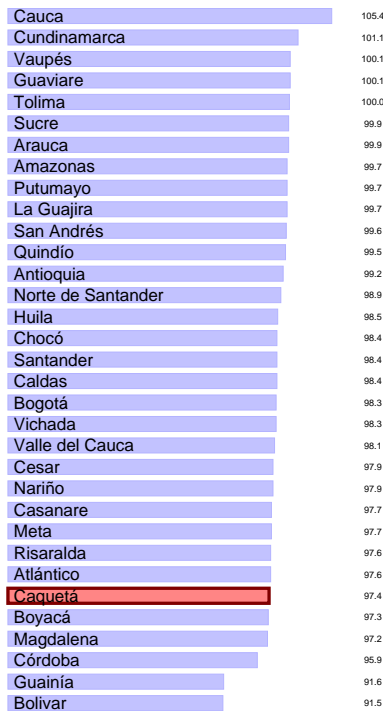 Cauca 105.4
Cundinamarca 101.1
Vaupés 100.1
Guaviare 100.1
Tolima 100.0
Sucre 99.9
Arauca 99.9
Amazonas 99.7
Putumayo 99.7
La Guajira 99.7
San Andrés 99.6
Quindío 99.5
Antioquia 99.2
Norte de Santander 98.9
Huila 98.5
Chocó 98.4
Santander 98.4
Caldas 98.4
Bogotá 98.3
Vichada 98.3
Valle del Cauca 98.1
Cesar 97.9
Nariño 97.9
Casanare 97.7
Meta 97.7
Risaralda 97.6
Atlántico 97.6
Caquetá 97.4
Boyacá 97.3
Magdalena 97.2
Córdoba 95.9
Guainía 91.6
Bolivar 91.5